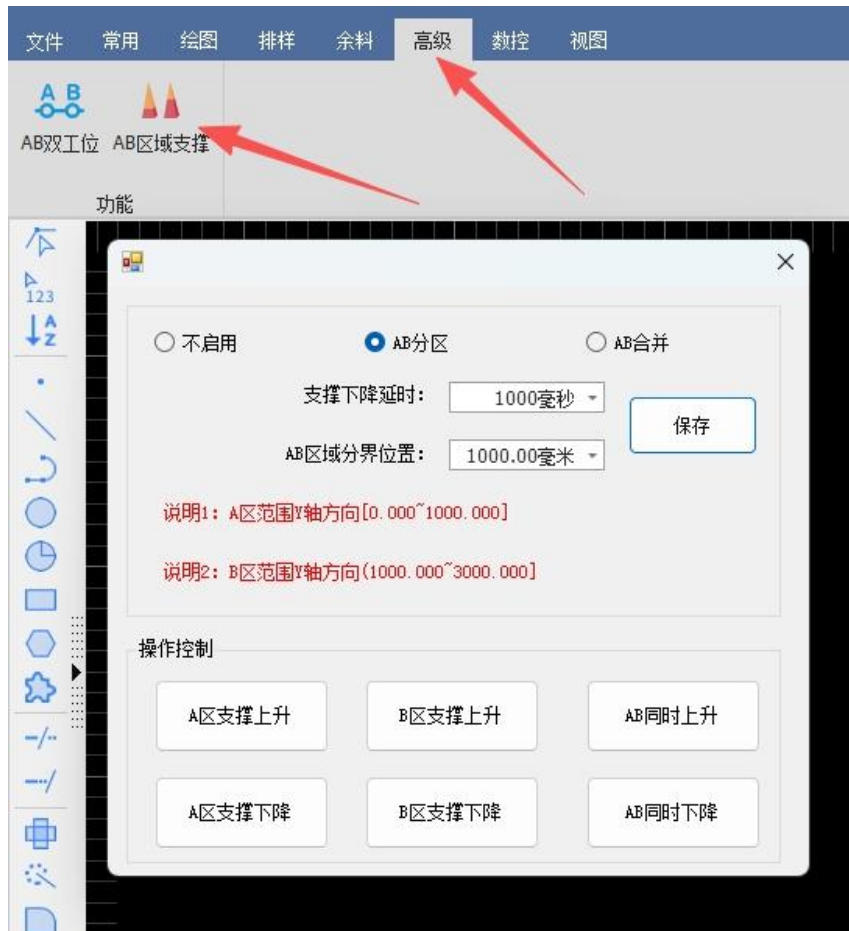 文件 常用 绘图 排样 余料 高级 数控 视图
A B
AB双工位 AB区域支撑
功能
123
A
Z
不启用 AB分区 AB合并
支撑下降延时： 1000毫秒
保存
AB区域分界位置： 1000.00毫米
说明1：A区范围Y轴方向[0.000~1000.000]
说明2：B区范围Y轴方向(1000.000~3000.000]
操作控制
A区支撑上升 B区支撑上升 AB同时上升
A区支撑下降 B区支撑下降 AB同时下降